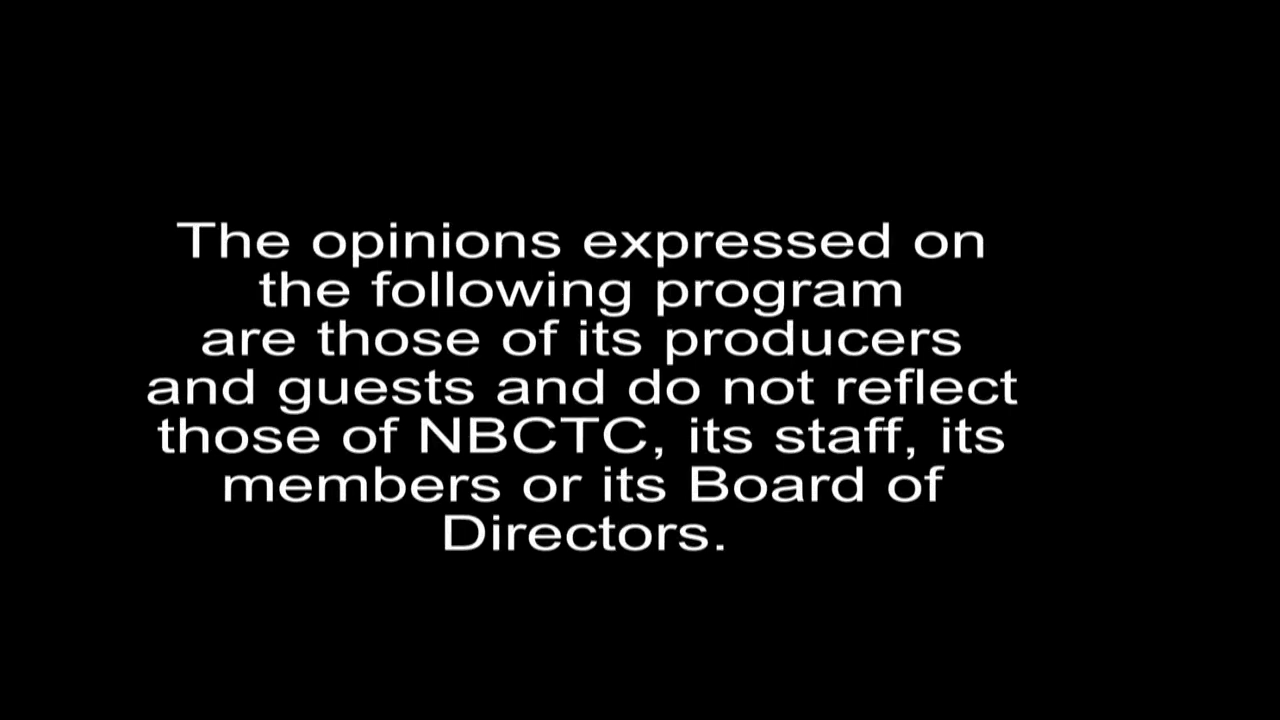 The opinions expressed on
the following program
are those of its producers
and guests and do not reflect
those of NBCTC, its staff, its
members or its Board of
Directors.